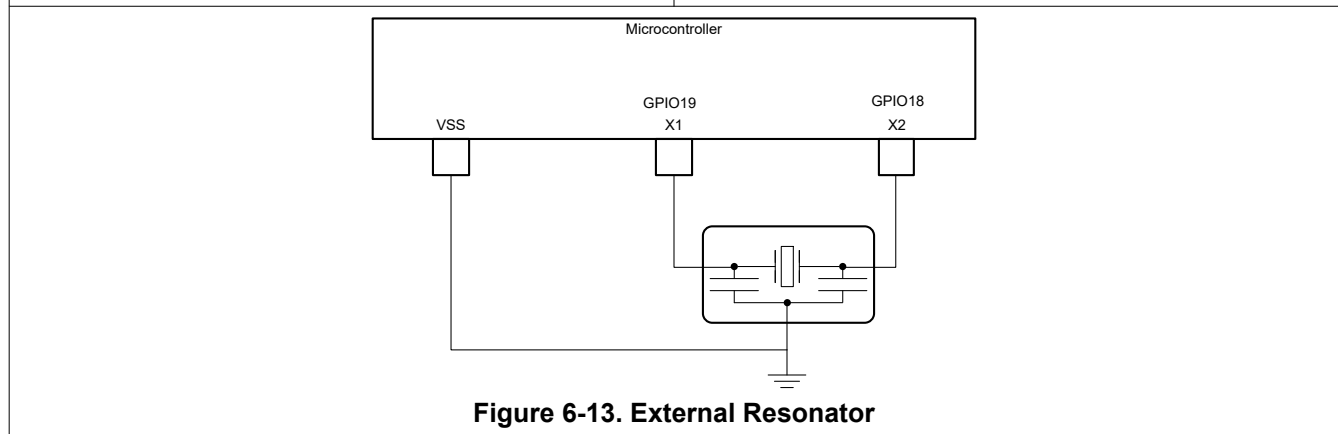 Microcontroller
GPIO19
GPIO18
VSS
X1
X2
Figure 6-13. External Resonator